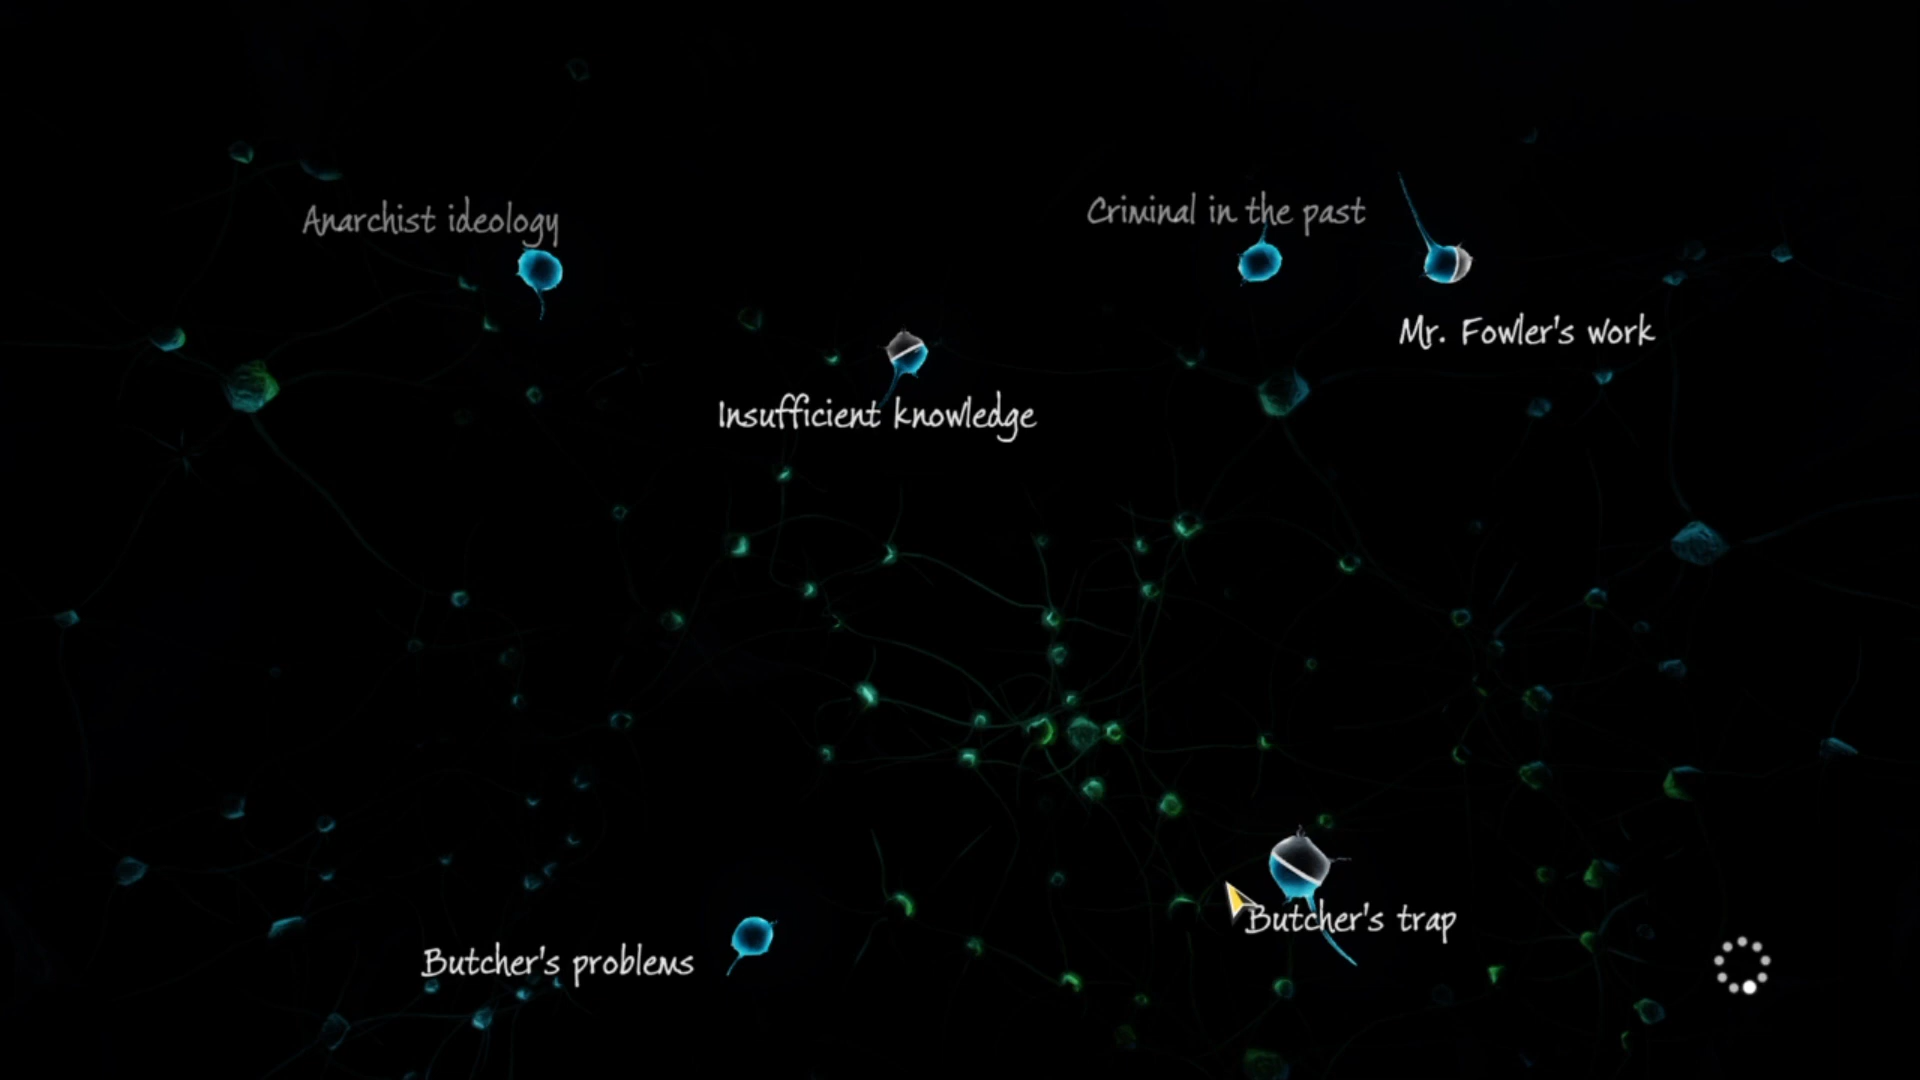 Anarchist ideology
Criminal in the past
Mr. Fowler's work
Insufficient knowledge
Butcher's trap
Butcher's problems